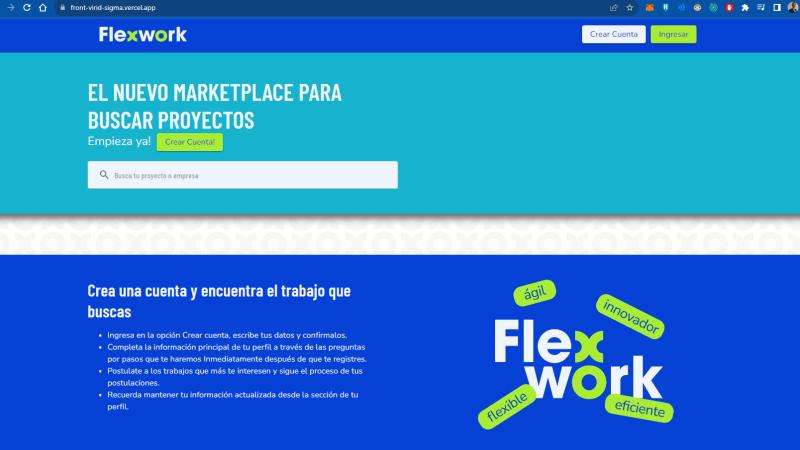 front-virid-sigma.vercel.app
Flexwork
Crear Cuenta
Ingresar
EL NUEVO MARKETPLACE PARA
BUSCAR PROYECTOS
Empieza ya!
Crear Cuenta!
Busca tu proyecto o empresa
Crea una cuenta y encuentra el trabajo que
buscas
• Ingresa en la opción Crear cuenta, escribe tus datos y confirmalos.
• Completa la información principal de tu perfil a través de las preguntas
por pasos que te haremos Inmediatamente después de que te registres.
• Postulate a los trabajos que más te interesen y sigue el proceso de tus
postulaciones.
• Recuerda mantener tu información actualizada desde la sección de tu
perfil.
ágil
innovador
Flex
work
flexible
eficiente